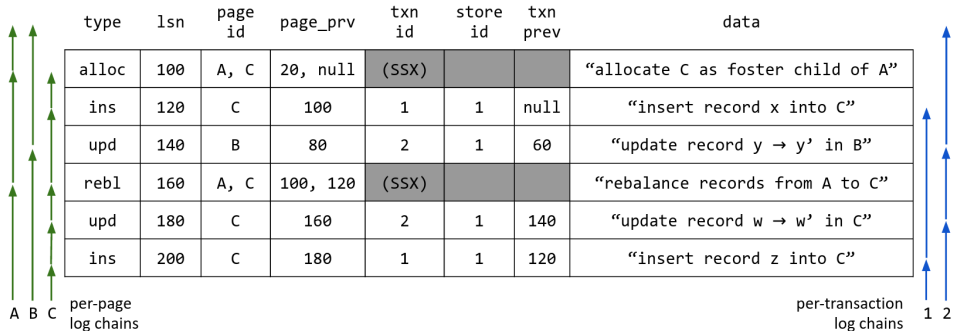 type lsn page id page_prv txn id store id txn prev data
alloc 100 A, C 20, null (SSX) “allocate C as foster child of A”
ins 120 C 100 1 1 null “insert record x into C”
upd 140 B 80 2 1 60 “update record y → y’ in B”
rebl 160 A, C 100, 120 (SSX) “rebalance records from A to C”
upd 180 C 160 2 1 140 “update record w → w’ in C”
ins 200 C 180 1 1 120 “insert record z into C”
A B C per-page log chains per-transaction log chains 1 2